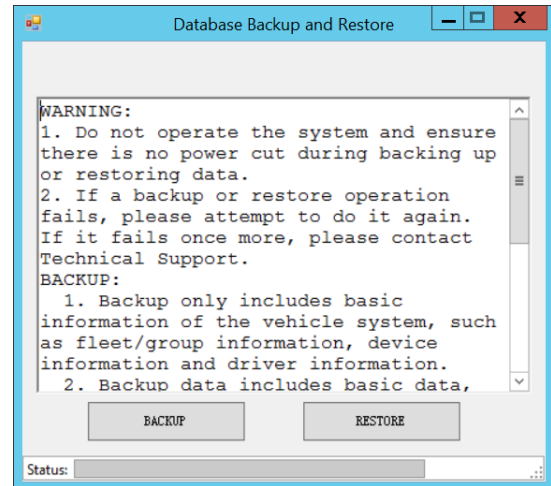 Database Backup and Restore
WARNING:
1. Do not operate the system and ensure
there is no power cut during backing up
or restoring data.
2. If a backup or restore operation
fails, please attempt to do it again.
If it fails once more, please contact
Technical Support.
BACKUP:
1. Backup only includes basic
information of the vehicle system, such
as fleet/group information, device
information and driver information.
2. Backup data includes basic data,
BACKUP
RESTORE
Status: